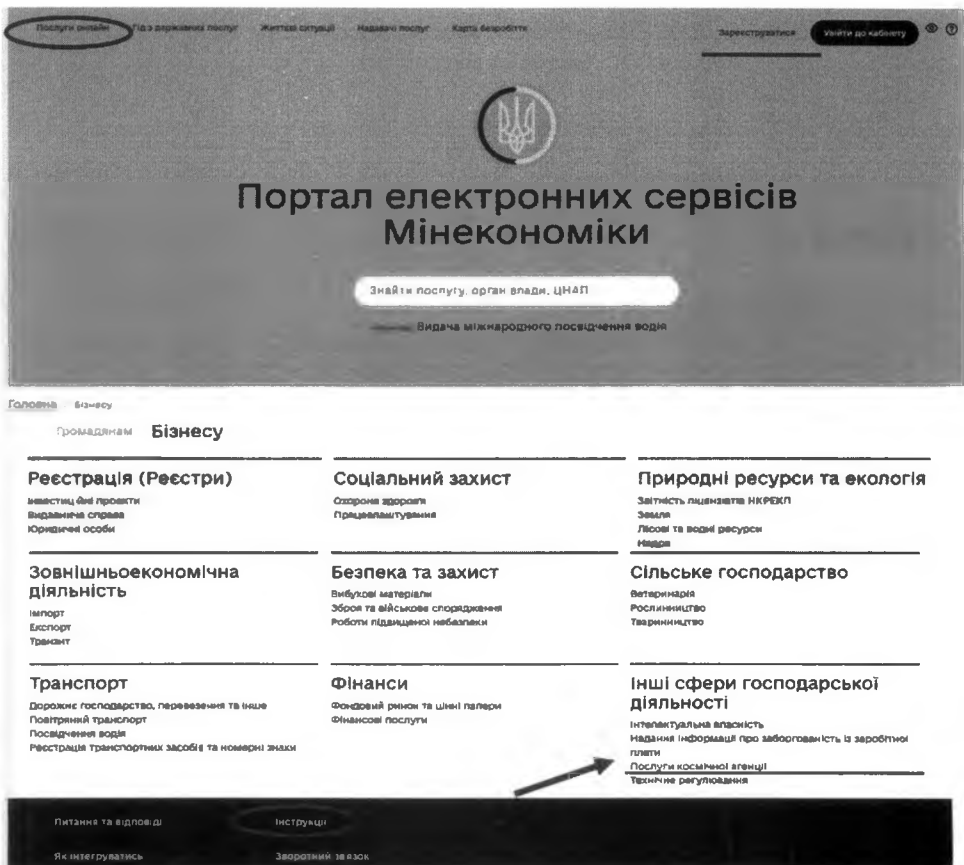 Послуги онлайн Гід з державних послуг Життєві ситуації Надавачі послуг Карта безробіття Зареєструватися Увійти до кабінету
Портал електронних сервісів
Мінекономіки
Знайти послугу, орган влади, ЦНАП
Видача міжнародного посвідчення водія
Головна Бізнесу
Громадянам Бізнесу
Реєстрація (Реєстри)
Інвестиційні проекти
Видавнича справа
Юридичні особи
Соціальний захист
Охорона здоров'я
Працевлаштування
Природні ресурси та екологія
Звітність ліцензіатів НКРЕКП
Земля
Лісові та водні ресурси
Надра
Зовнішньоекономічна
діяльність
Імпорт
Експорт
Транзит
Безпека та захист
Вибухові матеріали
Зброя та військове спорядження
Роботи підвищеної небезпеки
Сільське господарство
Ветеринарія
Рослинництво
Тваринництво
Транспорт
Дорожнє господарство, перевезення та інше
Повітряний транспорт
Посвідчення водія
Реєстрація транспортних засобів та номерні знаки
Фінанси
Фондовий ринок та цінні папери
Фінансові послуги
Інші сфери господарської
діяльності
Інтелектуальна власність
Надання інформації про заборгованість із заробітної
плати
Послуги космічної агенції
Технічне регулювання
Питання та відповіді Інструкції
Як інтегруватись Зворотний зв'язок